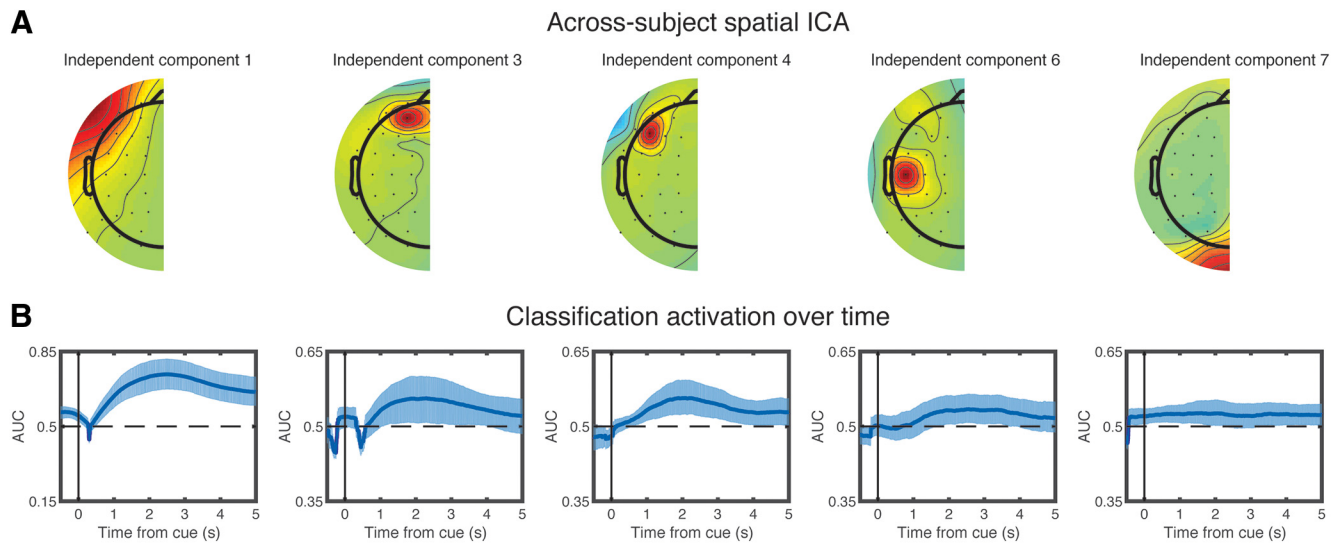 A
Across-subject spatial ICA
Independent component 1
Independent component 3
Independent component 4
Independent component 6
Independent component 7
B
Classification activation over time
0.85
0.5
0.15
AUC
0 1 2 3 4 5
Time from cue (s)
0.65
0.5
0.35
AUC
0 1 2 3 4 5
Time from cue (s)
0.65
0.5
0.35
AUC
0 1 2 3 4 5
Time from cue (s)
0.65
0.5
0.35
AUC
0 1 2 3 4 5
Time from cue (s)
0.65
0.5
0.35
AUC
0 1 2 3 4 5
Time from cue (s)